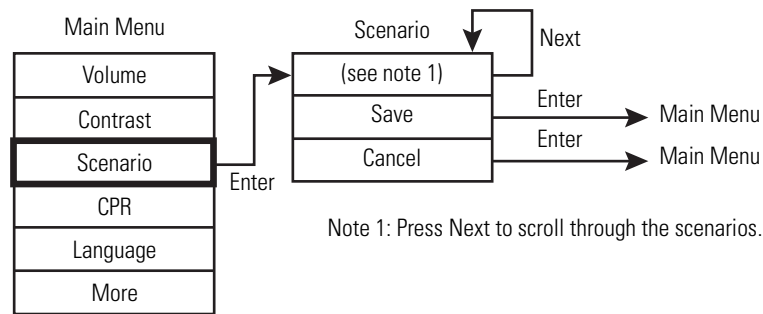 Main Menu
Volume
Contrast
Scenario
CPR
Language
More
Enter
Scenario
(see note 1)
Save
Cancel
Next
Enter
Main Menu
Enter
Main Menu
Note 1: Press Next to scroll through the scenarios.